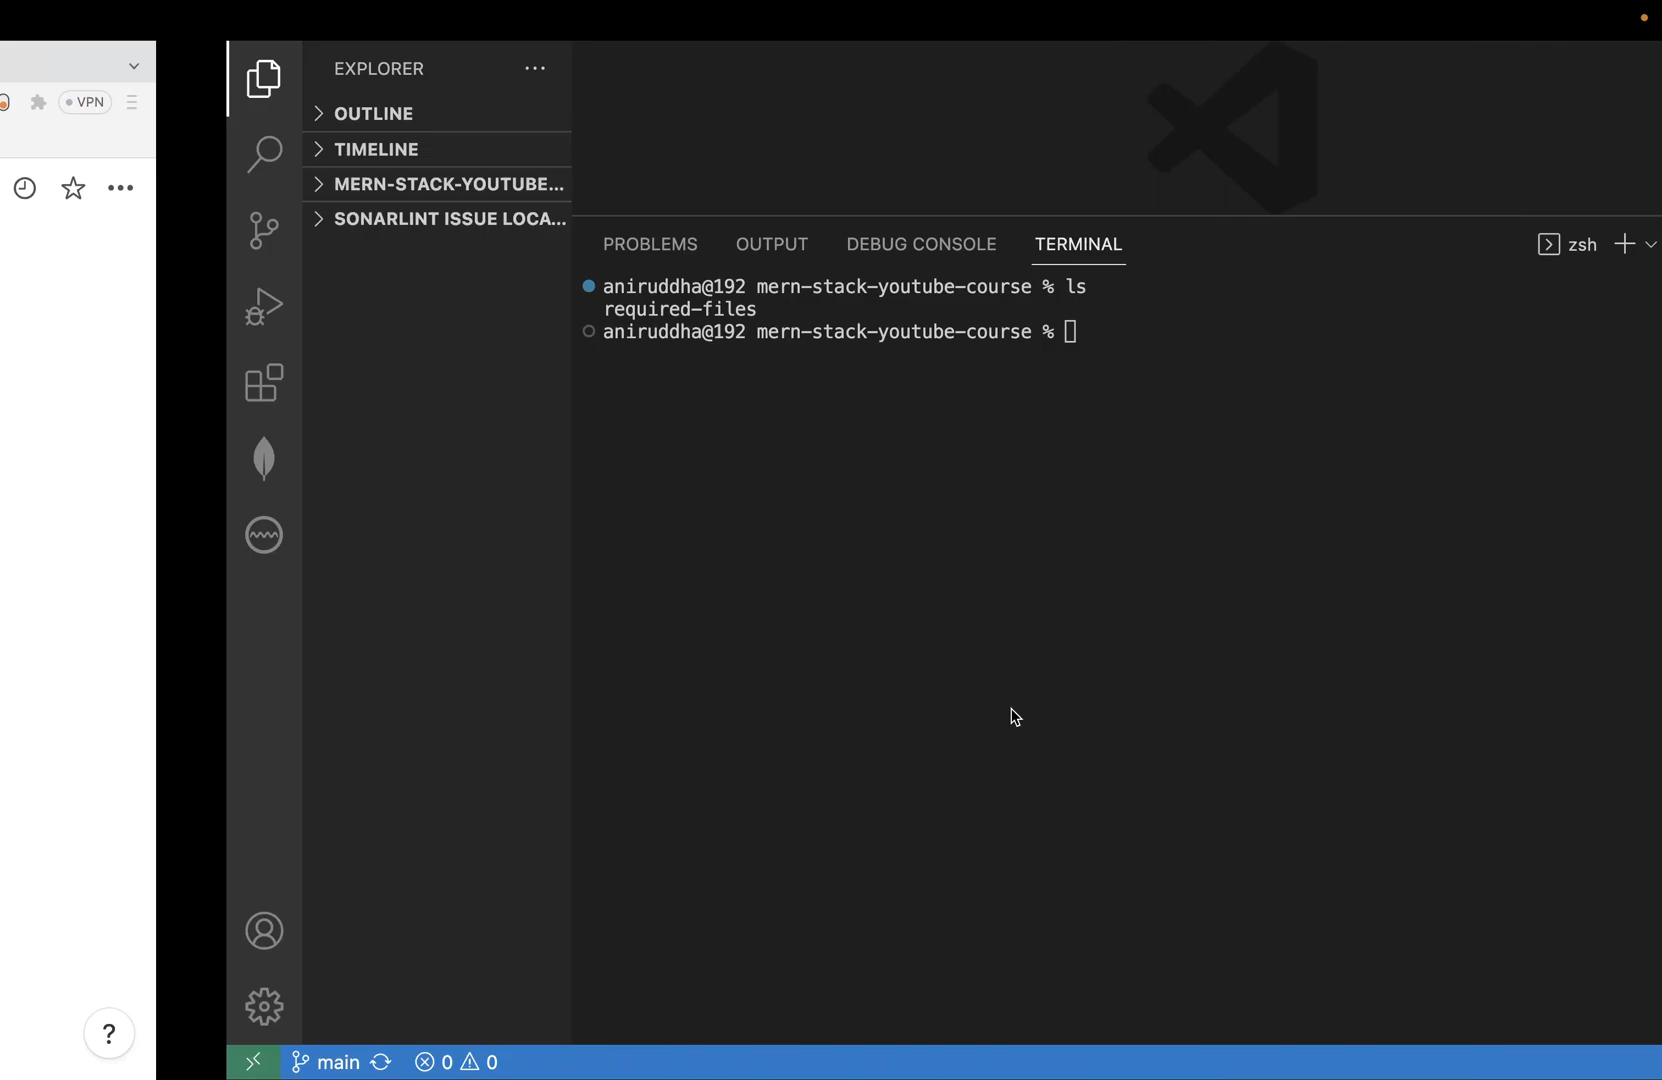 VPN
?
EXPLORER
OUTLINE
TIMELINE
MERN-STACK-YOUTUBE...
SONARLINT ISSUE LOCA...
PROBLEMS OUTPUT DEBUG CONSOLE TERMINAL zsh
aniruddha@192 mern-stack-youtube-course % ls
required-files
aniruddha@192 mern-stack-youtube-course %
main 0 0